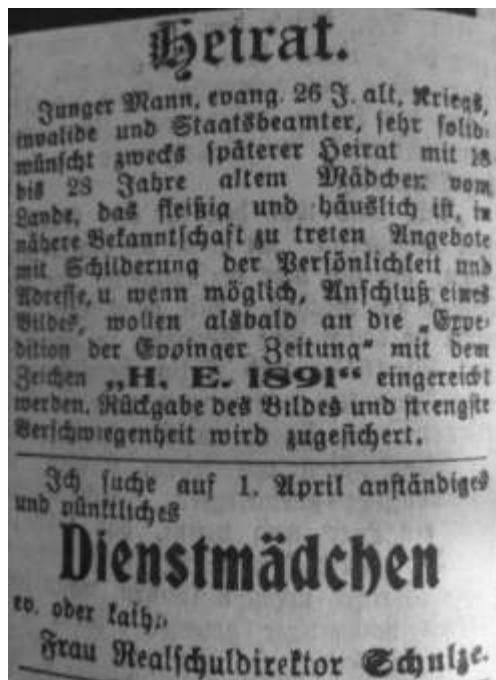 Heirat.
Junger Mann, evang. 26 J. alt, Kriegs,
invalide und Staatsbeamter, sehr solid,
wünscht zwecks späterer Heirat mit 18
bis 28 Jahre altem Mädchen vom
Lande, das fleißig und häuslich ist, in
nähere Bekanntschaft zu treten Angebote
mit Schilderung der Persönlichkeit und
Adresse, u wenn möglich, Anschluß eines
Bildes, wollen alsbald an die „Expe-
dition der Eppinger Zeitung“ mit dem
Zeichen „H. E. 1891“ eingereicht
werden. Rückgabe des Bildes und strengste
Verschwiegenheit wird zugesichert.
Ich suche auf 1. April anständiges
und pünktliches
Dienstmädchen
ev. oder kath.
Frau Realschuldirektor Schulze.